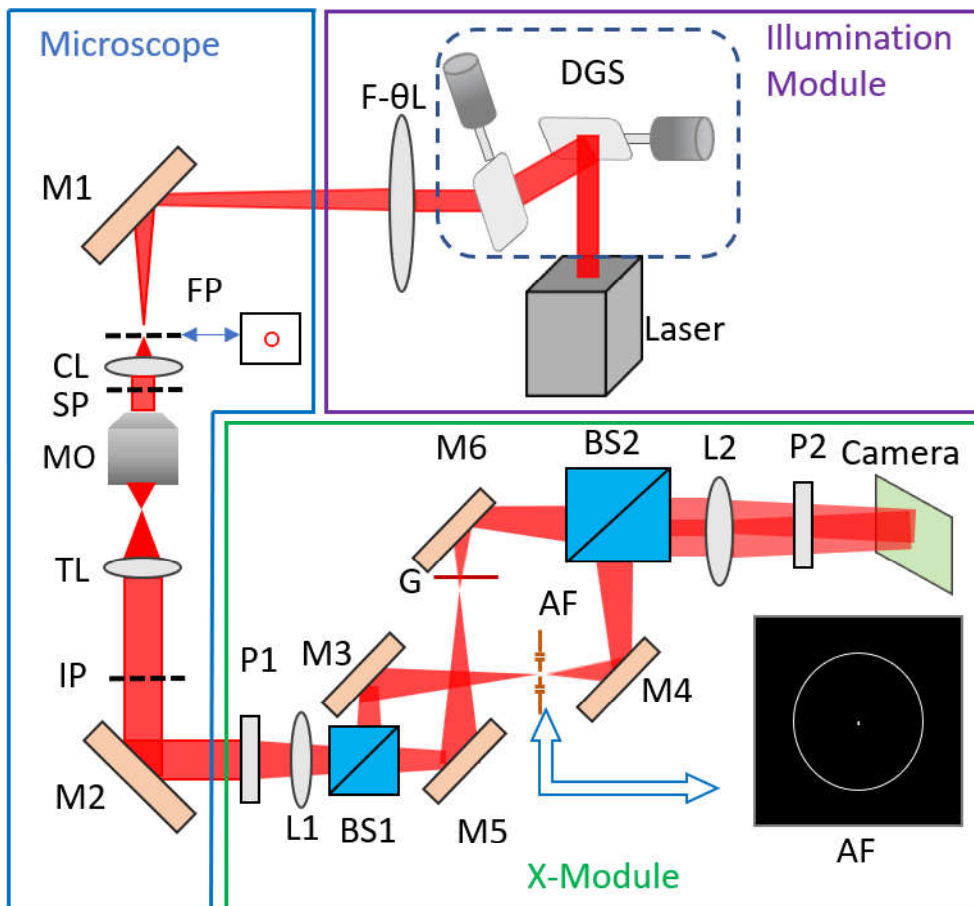 Microscope
Illumination
Module
DGS
F-θL
M1
FP
Laser
CL
SP
MO
M6
BS2
L2
P2
Camera
TL
G
AF
IP
P1
M3
M4
M2
L1
BS1
M5
AF
X-Module